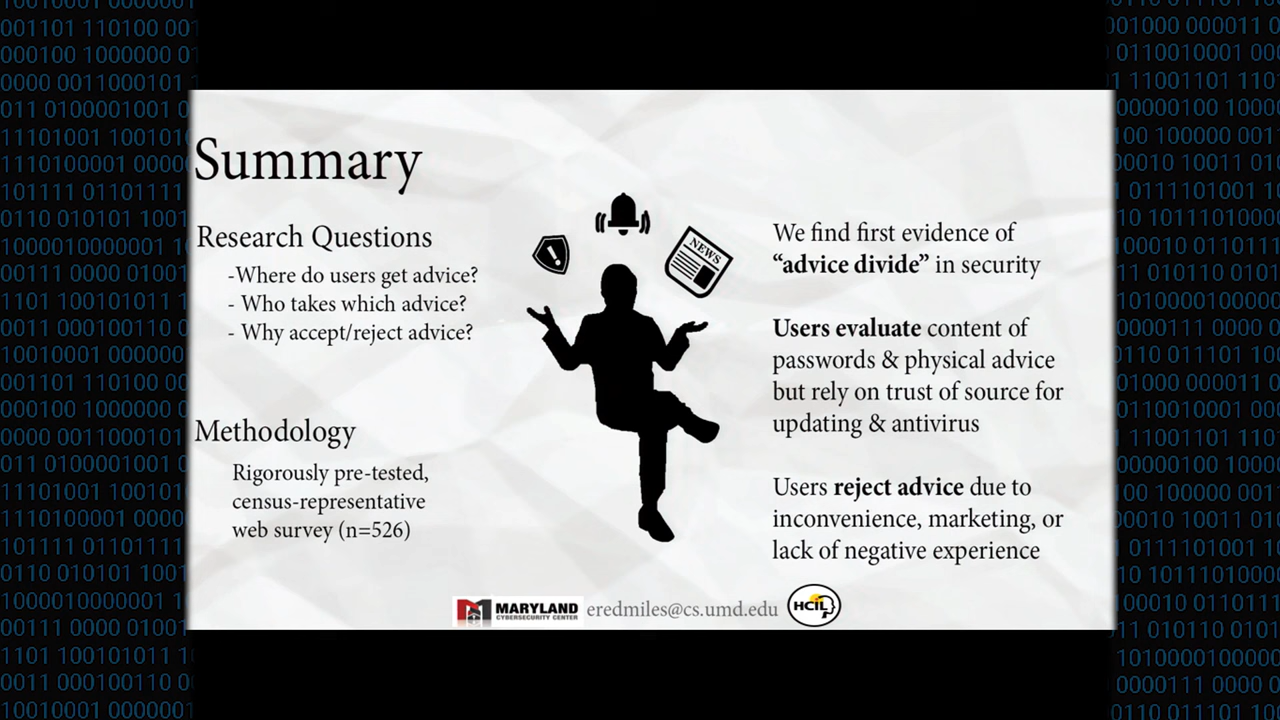 Summary
Research Questions
-Where do users get advice?
- Who takes which advice?
- Why accept/reject advice?
Methodology
Rigorously pre-tested,
census-representative
web survey (n=526)
NEWS
We find first evidence of
“advice divide” in security
Users evaluate content of
passwords & physical advice
but rely on trust of source for
updating & antivirus
Users reject advice due to
inconvenience, marketing, or
lack of negative experience
MARYLAND
CYBERSECURITY CENTER
eredmiles@cs.umd.edu
HCIL